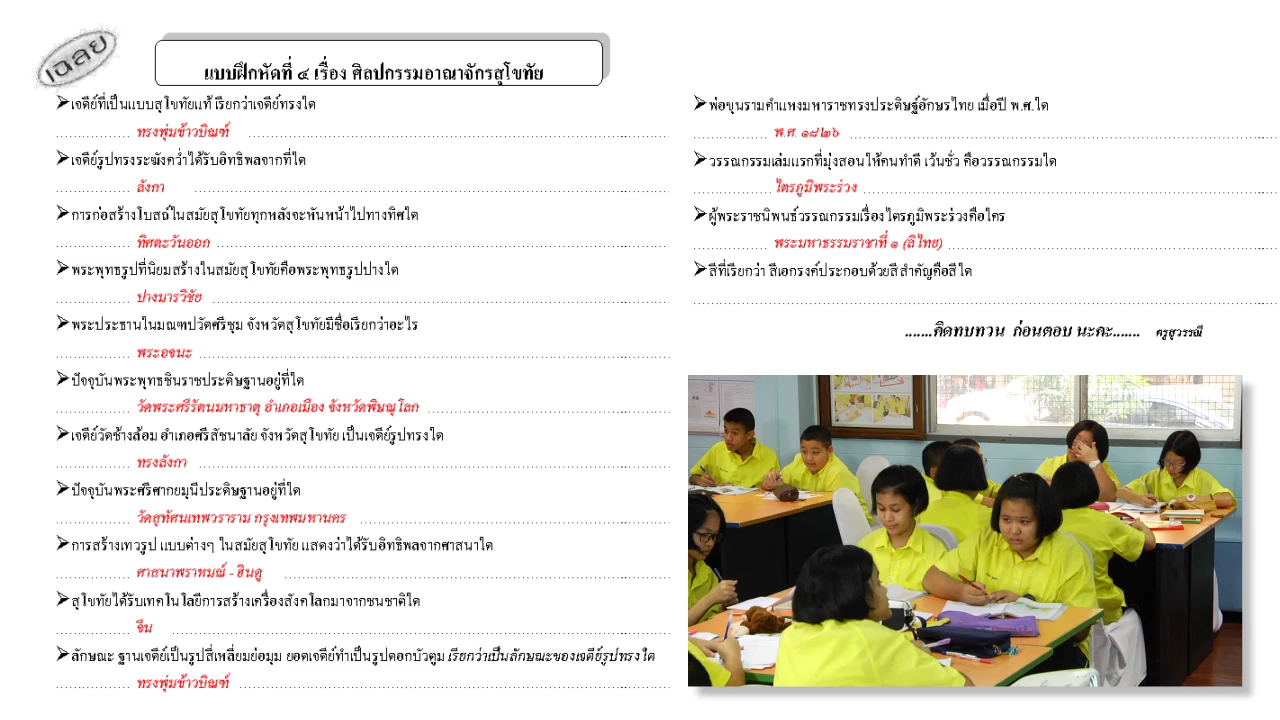 เฉลย
แบบฝึกหัดที่ ๔ เรื่อง ศิลปกรรมอาณาจักรสุโขทัย
เจดีย์ที่เป็นแบบสุโขทัยแท้ เรียกว่าเจดีย์ทรงใด
ทรงพุ่มข้าวบิณฑ์
เจดีย์รูปทรงระฆังคว่ำได้รับอิทธิพลจากที่ใด
ลังกา
การก่อสร้างโบสถ์ในสมัยสุโขทัยทุกหลังจะหันหน้าไปทางทิศใด
ทิศตะวันออก
พระพุทธรูปที่นิยมสร้างในสมัยสุโขทัยคือพระพุทธรูปปางใด
ปางมารวิชัย
พระประธานในมณฑปวัดศรีชุม จังหวัดสุโขทัยมีชื่อเรียกว่าอะไร
พระอจนะ
ปัจจุบันพระพุทธชินราชประดิษฐานอยู่ที่ใด
วัดพระศรีรัตนมหาธาตุ อำเภอเมือง จังหวัดพิษณุโลก
เจดีย์วัดช้างล้อม อำเภอศรีสัชนาลัย จังหวัดสุโขทัย เป็นเจดีย์รูปทรงใด
ทรงลังกา
ปัจจุบันพระศรีศากยมุนีประดิษฐานอยู่ที่ใด
วัดสุทัศนเทพวราราม กรุงเทพมหานคร
การสร้างเทวรูป แบบต่างๆ ในสมัยสุโขทัย แสดงว่าได้รับอิทธิพลจากศาสนาใด
ศาสนาพราหมณ์ - ฮินดู
สุโขทัยได้รับเทคโนโลยีการสร้างเครื่องสังคโลกมาจากชนชาติใด
จีน
ลักษณะ ฐานเจดีย์เป็นรูปสี่เหลี่ยมย่อมุม ยอดเจดีย์ทำเป็นรูปดอกบัวตูม เรียกว่าเป็นลักษณะของเจดีย์รูปทรงใด
ทรงพุ่มข้าวบิณฑ์
พ่อขุนรามคำแหงมหาราชทรงประดิษฐ์อักษรไทย เมื่อปี พ.ศ.ใด
พ.ศ. ๑๘๒๖
วรรณกรรมเล่มแรกที่มุ่งสอนให้คนทำดี เว้นชั่ว คือวรรณกรรมใด
ไตรภูมิพระร่วง
ผู้พระราชนิพนธ์วรรณกรรมเรื่องไตรภูมิพระร่วงคือใคร
พระมหาธรรมราชาที่ ๑ (ลิไทย)
สีที่เรียกว่า สีเอกรงค์ประกอบด้วยสีสำคัญคือสีใด
.......คิดทบทวน ก่อนตอบ นะคะ....... ครูสุวรรณี